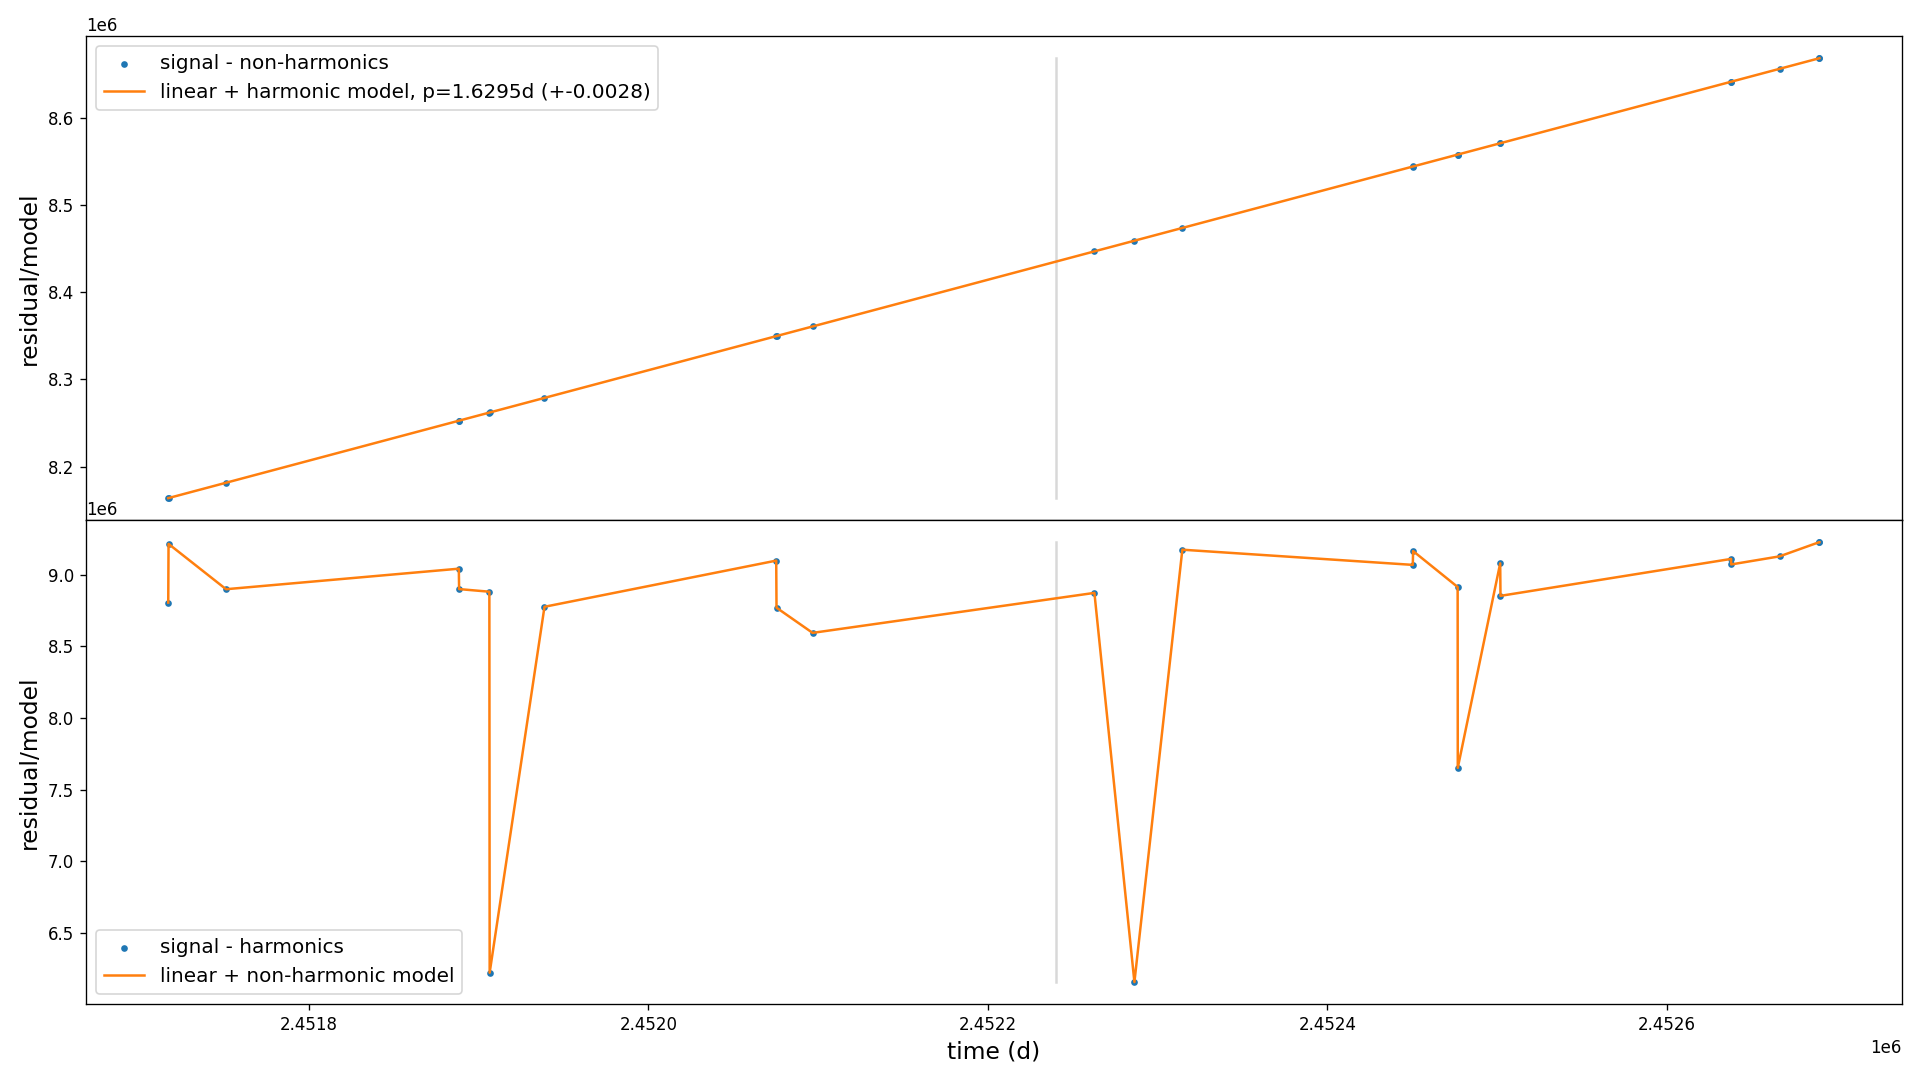 1e6
signal - non-harmonics
linear + harmonic model, p=1.6295d (+-0.0028)
8.6
8.5
8.4
8.3
8.2
residual/model
1e6
9.0
8.5
8.0
7.5
7.0
6.5
residual/model
signal - harmonics
linear + non-harmonic model
2.4518
2.4520
2.4522
2.4524
2.4526
time (d)
1e6